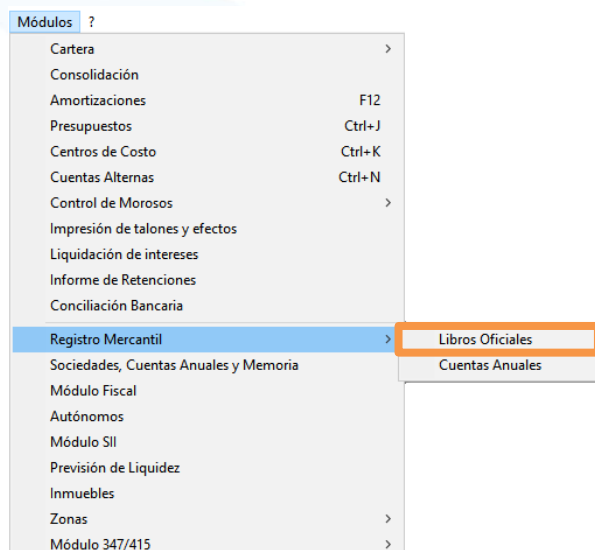 Módulos ?
Cartera >
Consolidación
Amortizaciones F12
Presupuestos Ctrl+J
Centros de Costo Ctrl+K
Cuentas Alternas Ctrl+N
Control de Morosos >
Impresión de talones y efectos
Liquidación de intereses
Informe de Retenciones
Conciliación Bancaria
Registro Mercantil > Libros Oficiales
Sociedades, Cuentas Anuales y Memoria Cuentas Anuales
Módulo Fiscal
Autónomos
Módulo SII
Previsión de Liquidez
Inmuebles
Zonas >
Módulo 347/415 >